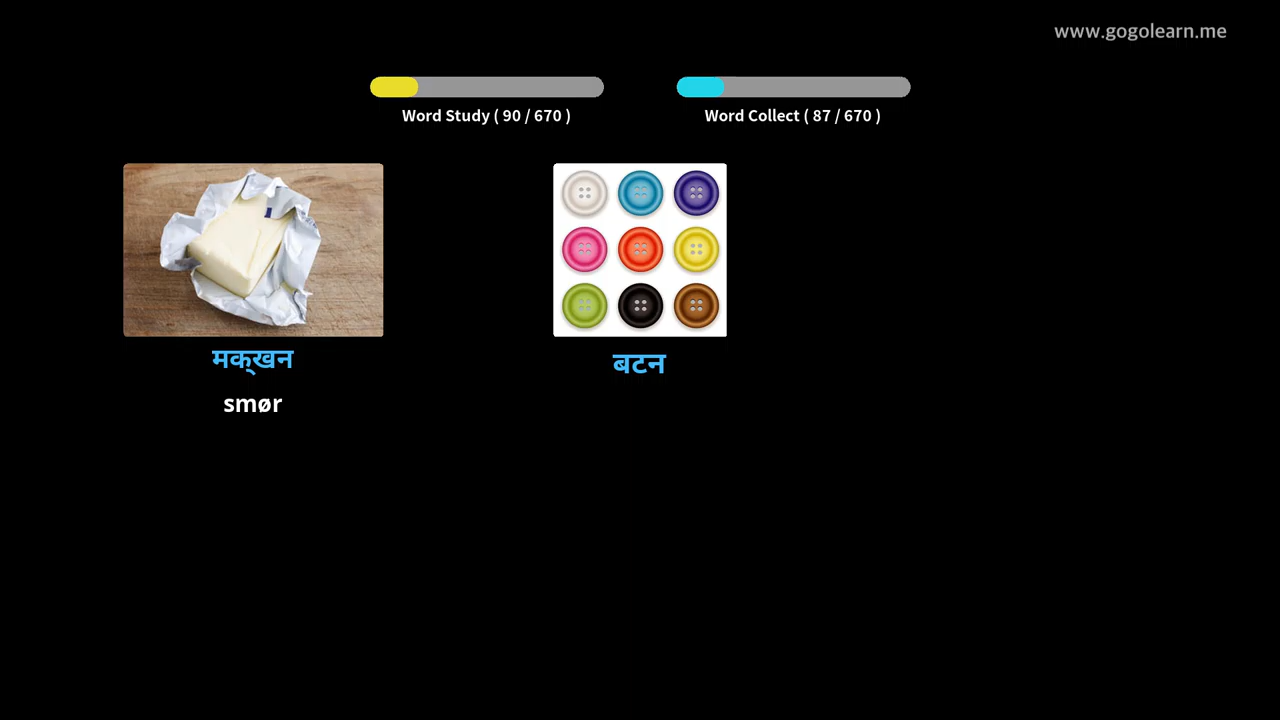 www.gogolearn.me
Word Study ( 90 / 670 )
Word Collect ( 87 / 670 )
मक्खन
smør
बटन